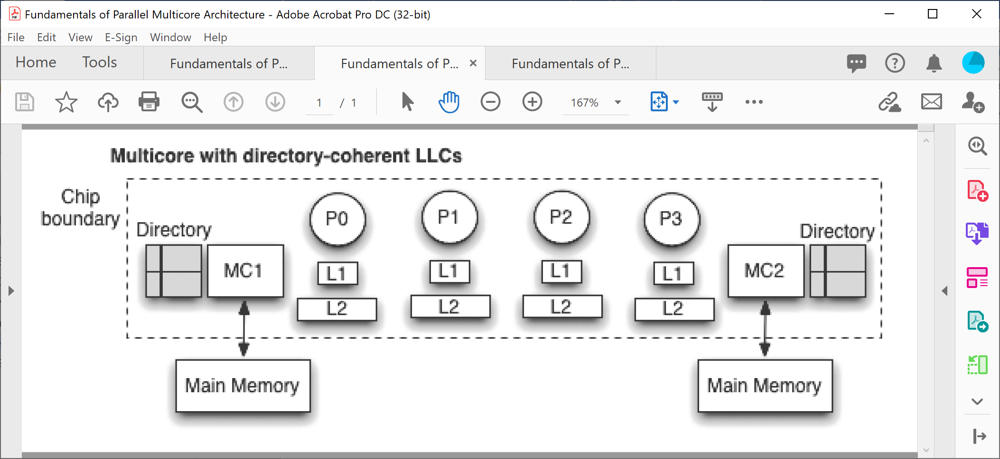 Fundamentals of Parallel Multicore Architecture - Adobe Acrobat Pro DC (32-bit)
File Edit View E-Sign Window Help
Home Tools Fundamentals of P... Fundamentals of P... Fundamentals of P...
1 / 1 167%
Multicore with directory-coherent LLCs
Chip
boundary
Directory
MC1
P0
L1
L2
P1
L1
L2
P2
L1
L2
P3
L1
L2
Directory
MC2
Main Memory
Main Memory